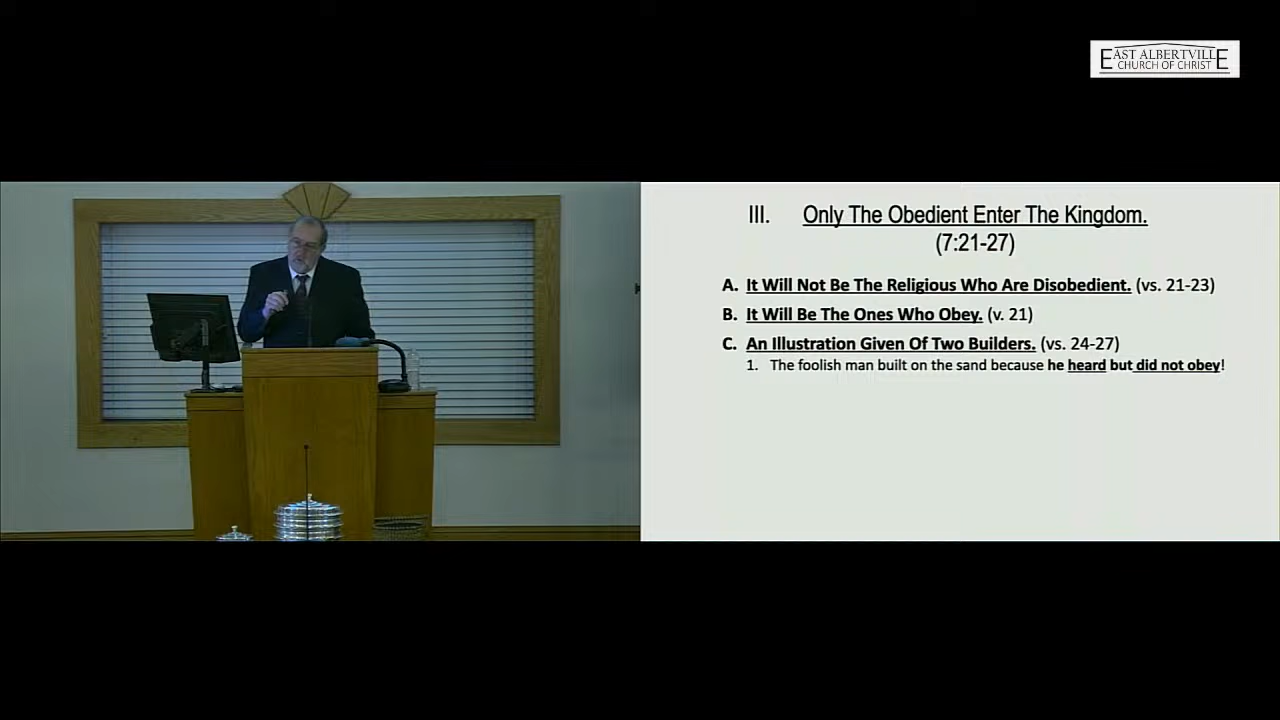 EAST ALBERTVILLE
CHURCH OF CHRIST
III. Only The Obedient Enter The Kingdom.
(7:21-27)
A. It Will Not Be The Religious Who Are Disobedient. (vs. 21-23)
B. It Will Be The Ones Who Obey. (v. 21)
C. An Illustration Given Of Two Builders. (vs. 24-27)
1. The foolish man built on the sand because he heard but did not obey!